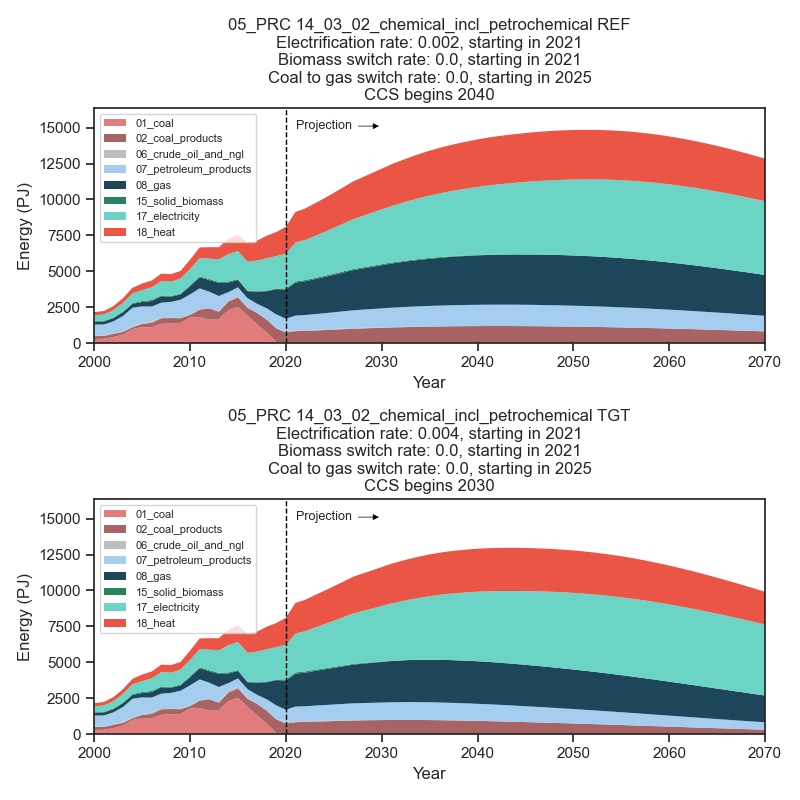 05_PRC 14_03_02_chemical_incl_petrochemical REF
Electrification rate: 0.002, starting in 2021
Biomass switch rate: 0.0, starting in 2021
Coal to gas switch rate: 0.0, starting in 2025
CCS begins 2040
Energy (PJ)
15000
12500
10000
7500
5000
2500
0
01_coal
02_coal_products
06_crude_oil_and_ngl
07_petroleum_products
08_gas
15_solid_biomass
17_electricity
18_heat
Projection
2000 2010 2020 2030 2040 2050 2060 2070
Year
05_PRC 14_03_02_chemical_incl_petrochemical TGT
Electrification rate: 0.004, starting in 2021
Biomass switch rate: 0.0, starting in 2021
Coal to gas switch rate: 0.0, starting in 2025
CCS begins 2030
Energy (PJ)
15000
12500
10000
7500
5000
2500
0
01_coal
02_coal_products
06_crude_oil_and_ngl
07_petroleum_products
08_gas
15_solid_biomass
17_electricity
18_heat
Projection
2000 2010 2020 2030 2040 2050 2060 2070
Year